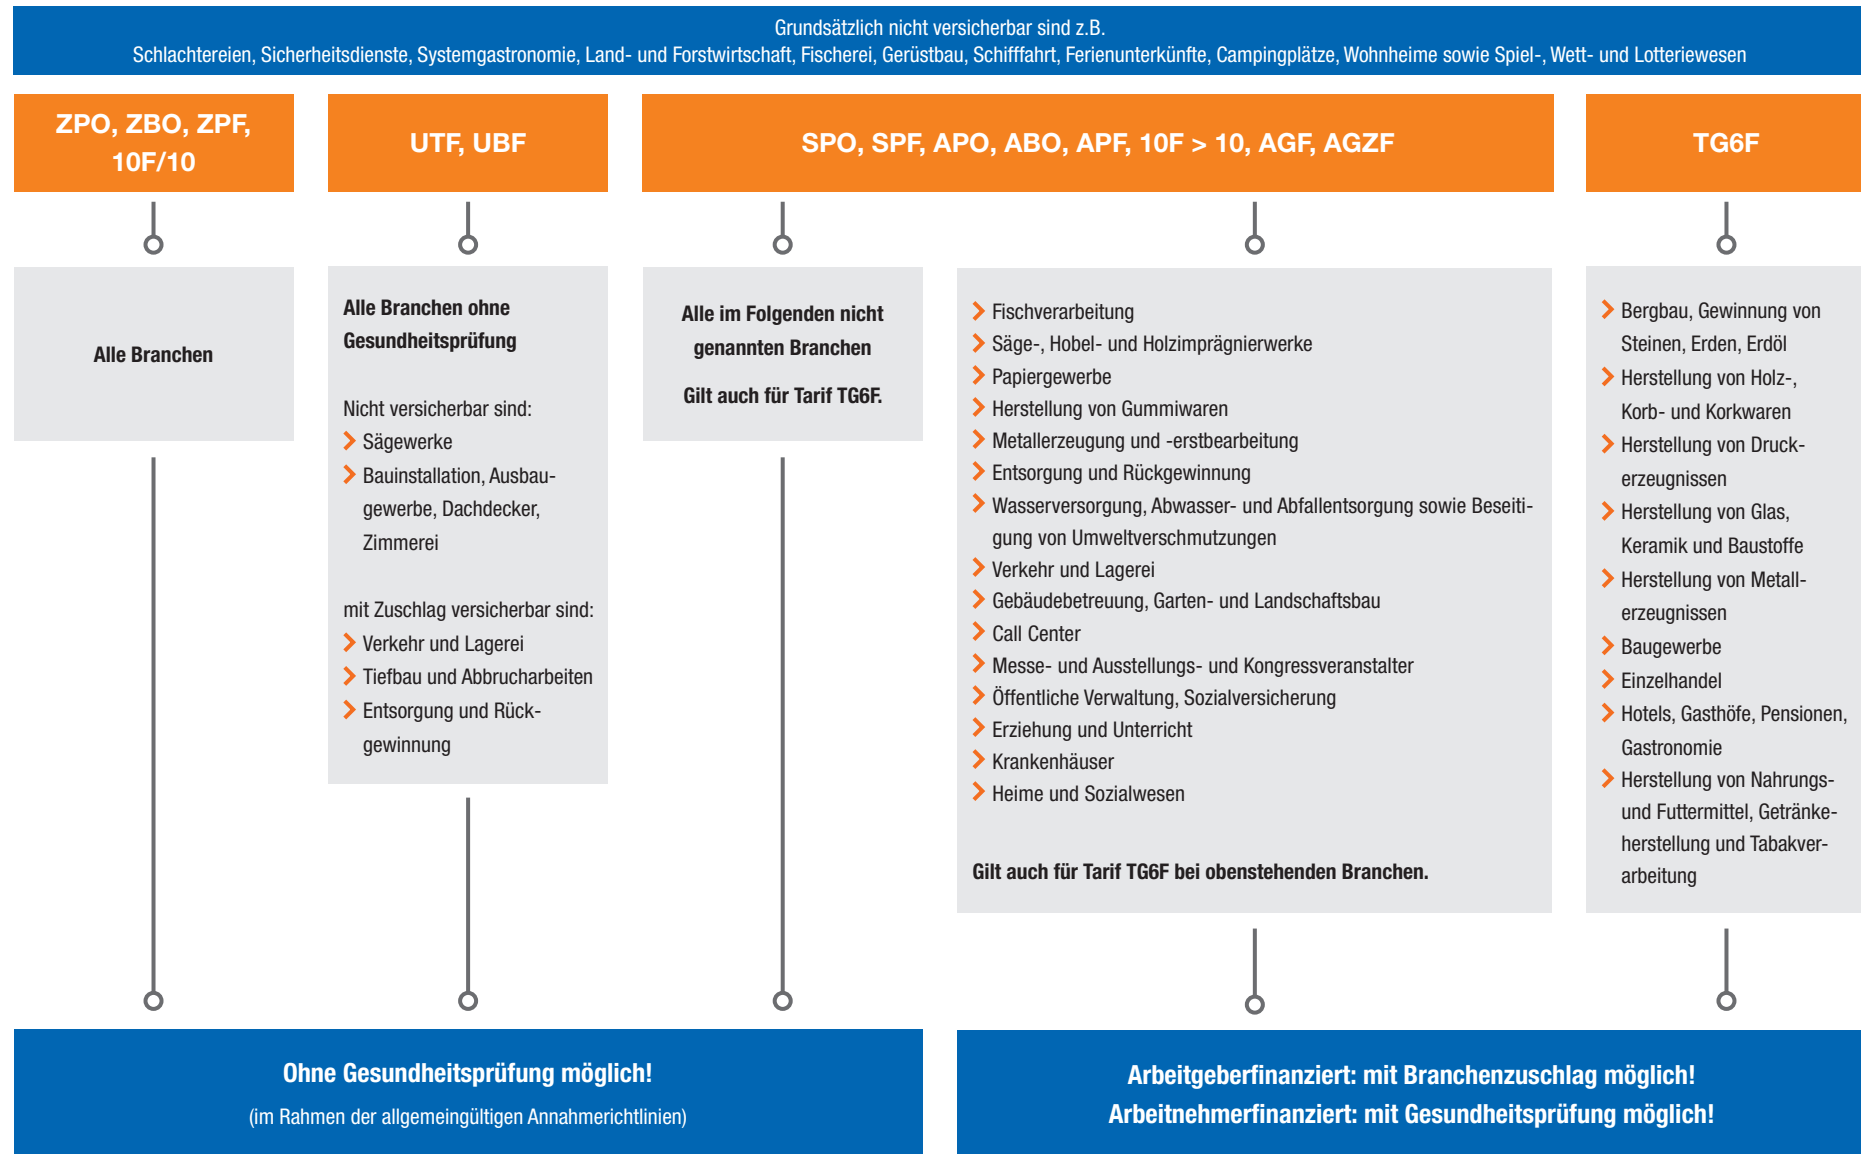 Grundsätzlich nicht versicherbar sind z.B.
Schlachtereien, Sicherheitsdienste, Systemgastronomie, Land- und Forstwirtschaft, Fischerei, Gerüstbau, Schifffahrt, Ferienunterkünfte, Campingplätze, Wohnheime sowie Spiel-, Wett- und Lotteriewesen
ZPO, ZBO, ZPF,
10F/10
Alle Branchen
UTF, UBF
Alle Branchen ohne
Gesundheitsprüfung
Nicht versicherbar sind:
Sägewerke
Bauinstallation, Ausbau-
gewerbe, Dachdecker,
Zimmerei
mit Zuschlag versicherbar sind:
Verkehr und Lagerei
Tiefbau und Abbrucharbeiten
Entsorgung und Rück-
gewinnung
SPO, SPF, APO, ABO, APF, 10F > 10, AGF, AGZF
Alle im Folgenden nicht
genannten Branchen
Gilt auch für Tarif TG6F.
Fischverarbeitung
Säge-, Hobel- und Holzimprägnierwerke
Papiergewerbe
Herstellung von Gummiwaren
Metallerzeugung und -erstbearbeitung
Entsorgung und Rückgewinnung
Wasserversorgung, Abwasser- und Abfallentsorgung sowie Beseiti-
gung von Umweltverschmutzungen
Verkehr und Lagerei
Gebäudebetreuung, Garten- und Landschaftsbau
Call Center
Messe- und Ausstellungs- und Kongressveranstalter
Öffentliche Verwaltung, Sozialversicherung
Erziehung und Unterricht
Krankenhäuser
Heime und Sozialwesen
Gilt auch für Tarif TG6F bei obenstehenden Branchen.
TG6F
Bergbau, Gewinnung von
Steinen, Erden, Erdöl
Herstellung von Holz-,
Korb- und Korkwaren
Herstellung von Druck-
erzeugnissen
Herstellung von Glas,
Keramik und Baustoffe
Herstellung von Metall-
erzeugnissen
Baugewerbe
Einzelhandel
Hotels, Gasthöfe, Pensionen,
Gastronomie
Herstellung von Nahrungs-
und Futtermittel, Getränke-
herstellung und Tabakver-
arbeitung
Ohne Gesundheitsprüfung möglich!
(im Rahmen der allgemeingültigen Annahmerichtlinien)
Arbeitgeberfinanziert: mit Branchenzuschlag möglich!
Arbeitnehmerfinanziert: mit Gesundheitsprüfung möglich!